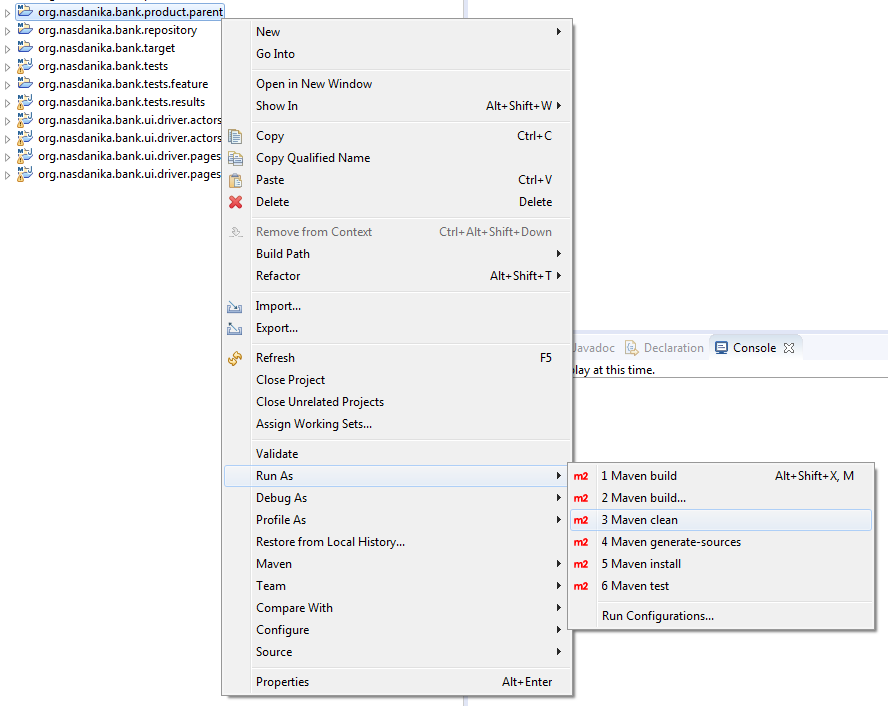 org.nasdanika.bank.product.parent
org.nasdanika.bank.repository
org.nasdanika.bank.target
org.nasdanika.bank.tests
org.nasdanika.bank.tests.feature
org.nasdanika.bank.tests.results
org.nasdanika.bank.ui.driver.actors
org.nasdanika.bank.ui.driver.actors
org.nasdanika.bank.ui.driver.pages
org.nasdanika.bank.ui.driver.pages
New
Go Into
Open in New Window
Show In Alt+Shift+W
Copy Ctrl+C
Copy Qualified Name
Paste Ctrl+V
Delete Delete
Remove from Context Ctrl+Alt+Shift+Down
Build Path
Refactor Alt+Shift+T
Import...
Export...
Refresh F5
Close Project
Close Unrelated Projects
Assign Working Sets...
Validate
Run As
Debug As
Profile As
Restore from Local History...
Maven
Team
Compare With
Configure
Source
Properties Alt+Enter
Javadoc Declaration Console
play at this time.
m2 1 Maven build Alt+Shift+X, M
m2 2 Maven build...
m2 3 Maven clean
m2 4 Maven generate-sources
m2 5 Maven install
m2 6 Maven test
Run Configurations...